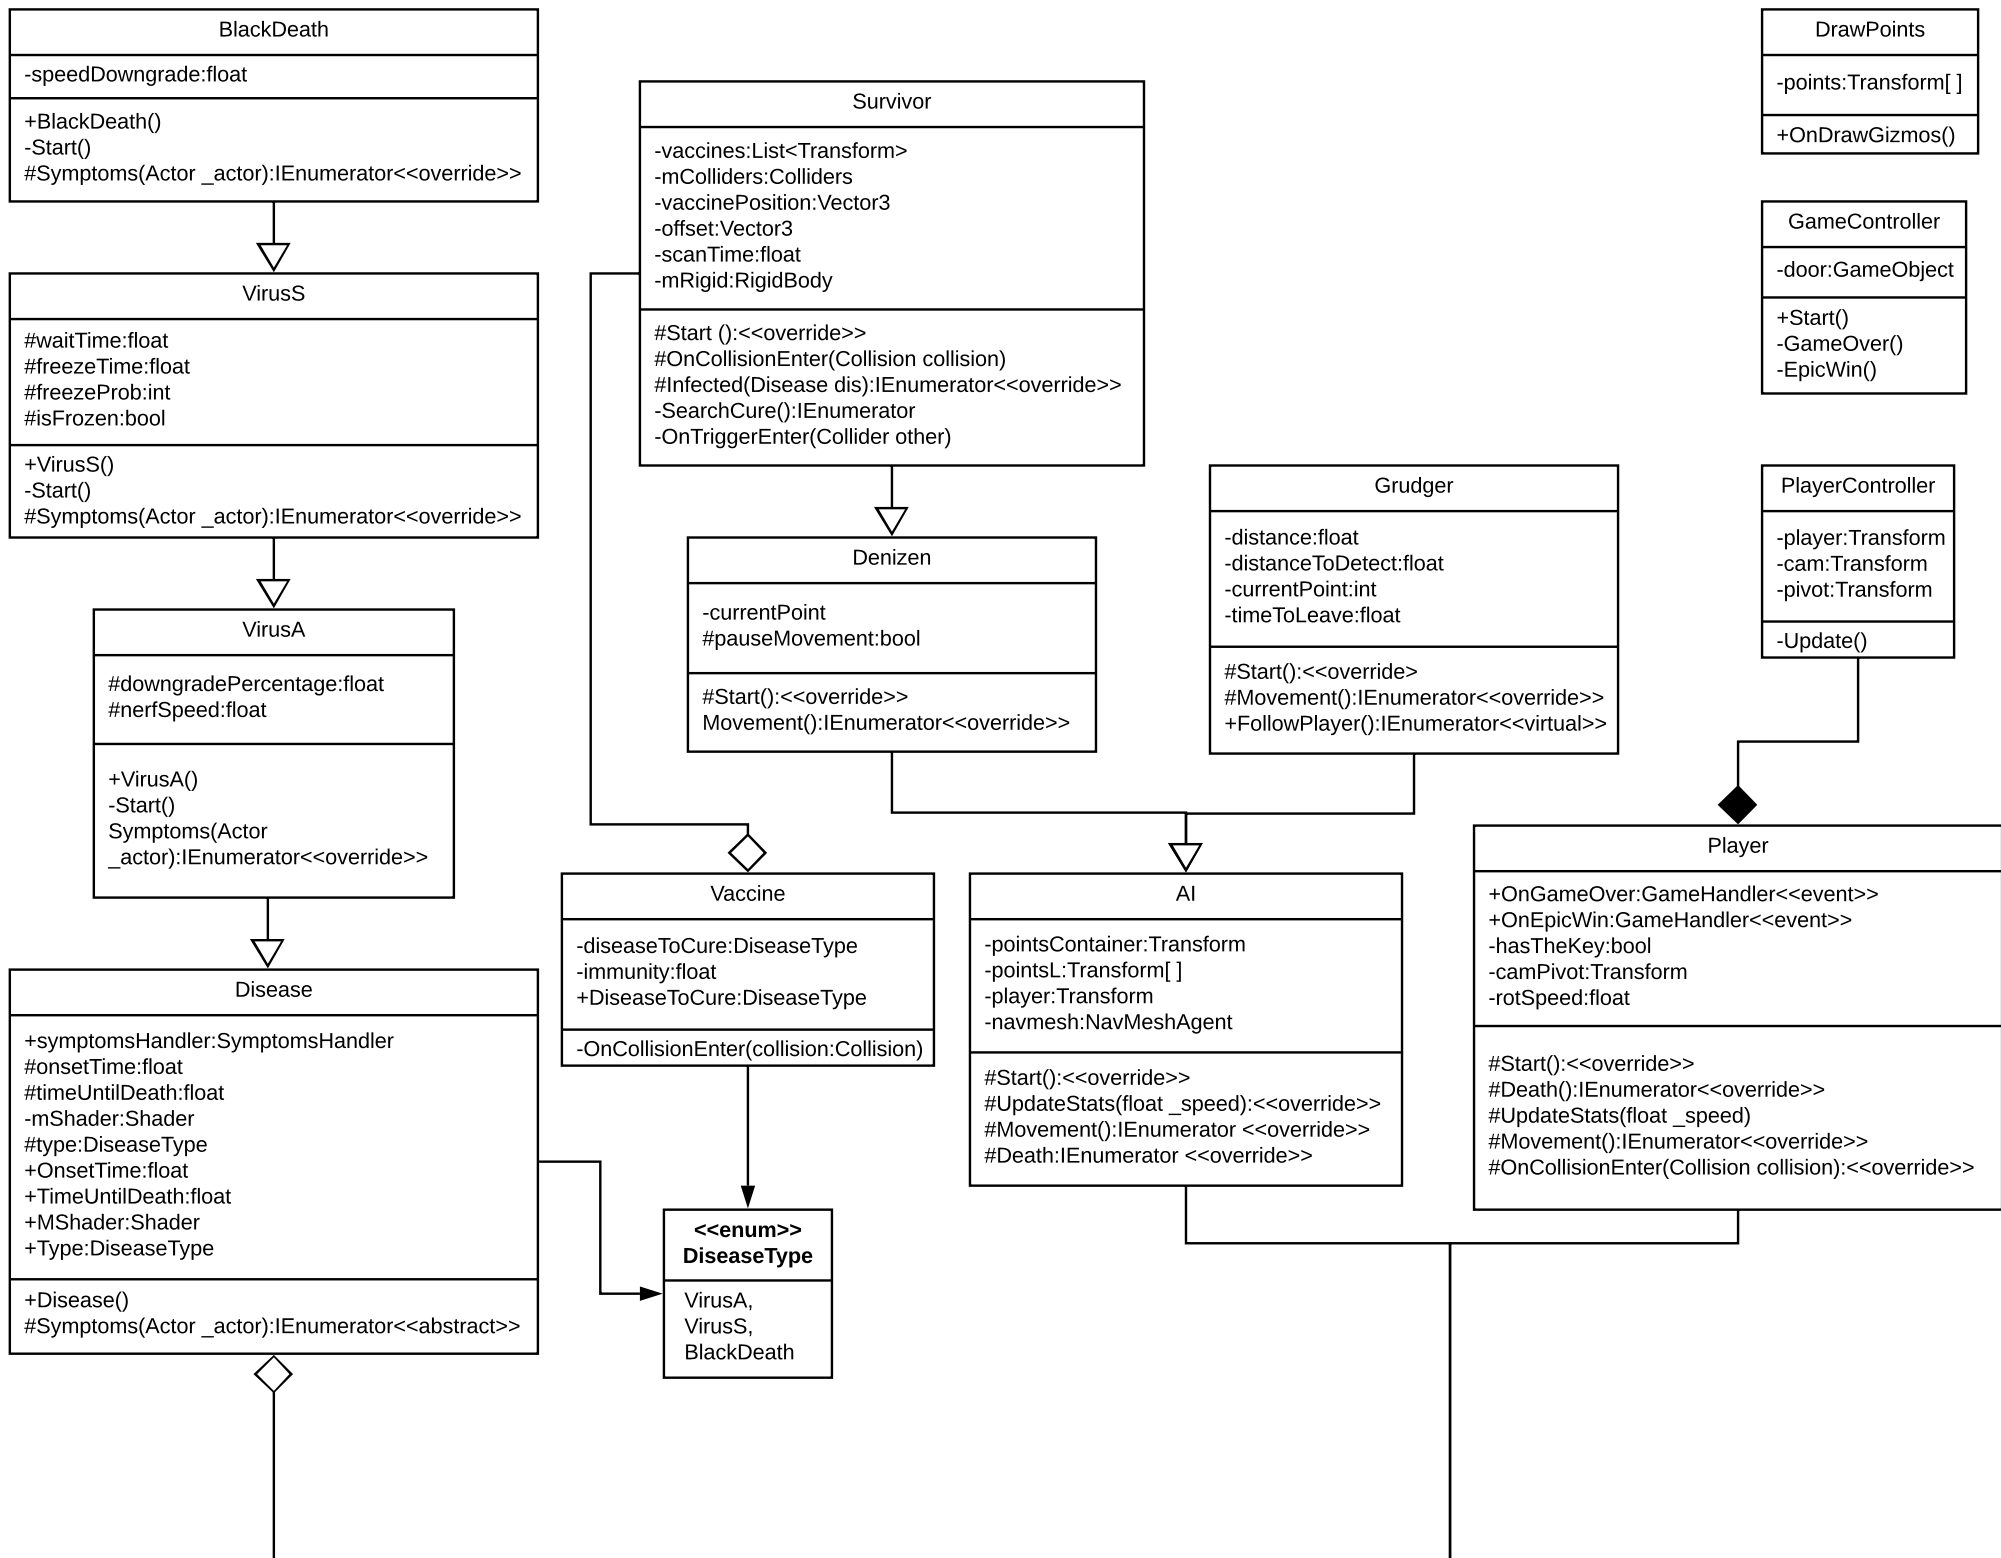 BlackDeath
-speedDowngrade:float
+BlackDeath()
-Start()
#Symptoms(Actor _actor):IEnumerator<<override>>
VirusS
#waitTime:float
#freezeTime:float
#freezeProb:int
#isFrozen:bool
+VirusS()
-Start()
#Symptoms(Actor _actor):IEnumerator<<override>>
VirusA
#downgradePercentage:float
#nerfSpeed:float
+VirusA()
-Start()
Symptoms(Actor
_actor):IEnumerator<<override>>
Disease
+symptomsHandler:SymptomsHandler
#onsetTime:float
#timeUntilDeath:float
-mShader:Shader
#type:DiseaseType
+OnsetTime:float
+TimeUntilDeath:float
+MShader:Shader
+Type:DiseaseType
+Disease()
#Symptoms(Actor _actor):IEnumerator<<abstract>>
Survivor
-vaccines:List<Transform>
-mColliders:Colliders
-vaccinePosition:Vector3
-offset:Vector3
-scanTime:float
-mRigid:RigidBody
#Start ():<<override>>
#OnCollisionEnter(Collision collision)
#Infected(Disease dis):IEnumerator<<override>>
-SearchCure():IEnumerator
-OnTriggerEnter(Collider other)
Denizen
-currentPoint
#pauseMovement:bool
#Start():<<override>>
Movement():IEnumerator<<override>>
Vaccine
-diseaseToCure:DiseaseType
-immunity:float
+DiseaseToCure:DiseaseType
-OnCollisionEnter(collision:Collision)
<<enum>>
DiseaseType
VirusA,
VirusS,
BlackDeath
Grudger
-distance:float
-distanceToDetect:float
-currentPoint:int
-timeToLeave:float
#Start():<<override>
#Movement():IEnumerator<<override>>
+FollowPlayer():IEnumerator<<virtual>>
AI
-pointsContainer:Transform
-pointsL:Transform[ ]
-player:Transform
-navmesh:NavMeshAgent
#Start():<<override>>
#UpdateStats(float _speed):<<override>>
#Movement():IEnumerator <<override>>
#Death:IEnumerator <<override>>
DrawPoints
-points:Transform[ ]
+OnDrawGizmos()
GameController
-door:GameObject
+Start()
-GameOver()
-EpicWin()
PlayerController
-player:Transform
-cam:Transform
-pivot:Transform
-Update()
Player
+OnGameOver:GameHandler<<event>>
+OnEpicWin:GameHandler<<event>>
-hasTheKey:bool
-camPivot:Transform
-rotSpeed:float
#Start():<<override>>
#Death():IEnumerator<<override>>
#UpdateStats(float _speed)
#Movement():IEnumerator<<override>>
#OnCollisionEnter(Collision collision):<<override>>